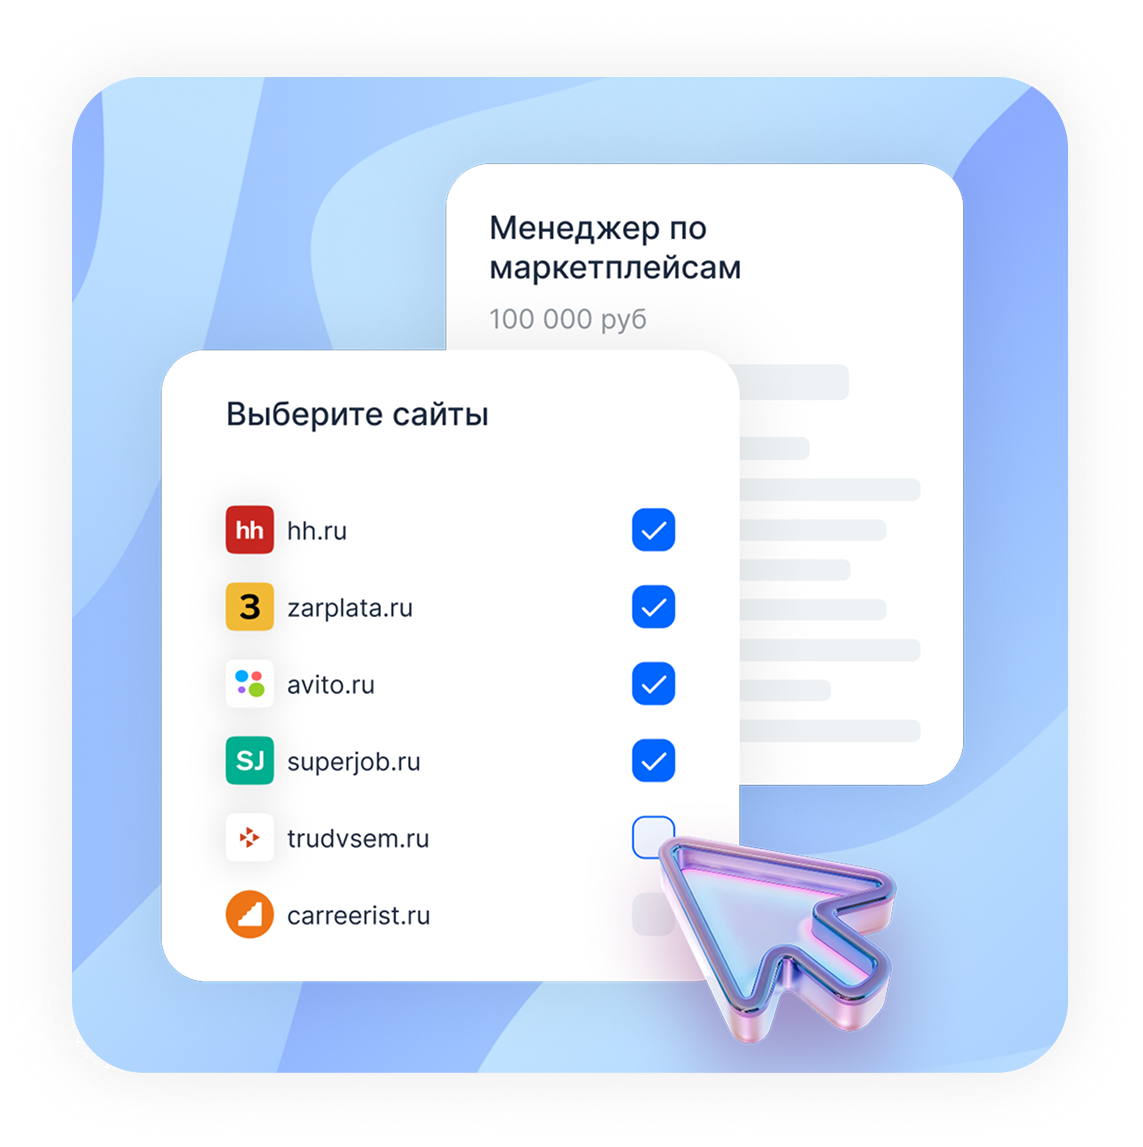 Менеджер по
маркетплейсам
100 000 руб
Выберите сайты
hh hh.ru
З zarplata.ru
avito.ru
SJ superjob.ru
trudvsem.ru
carreerist.ru